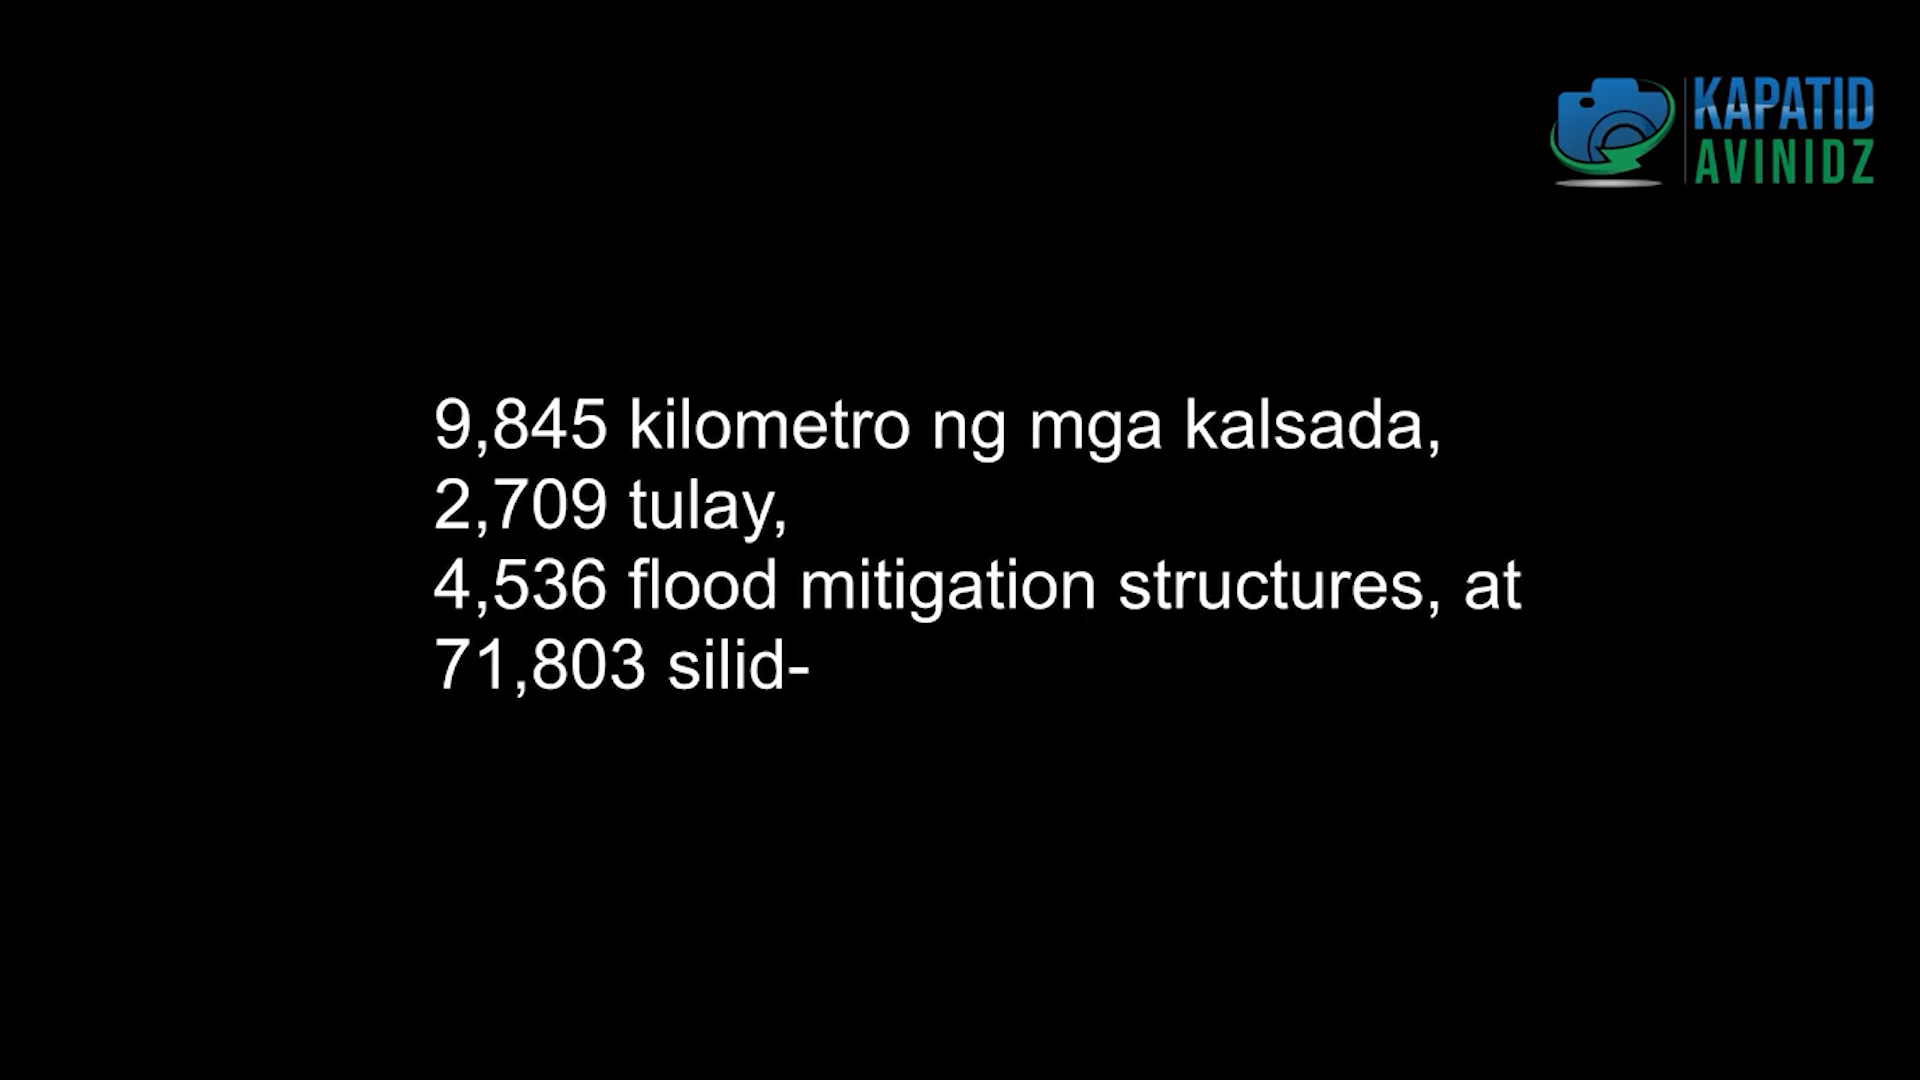 KAPATID
AVINIDZ
9,845 kilometro ng mga kalsada,
2,709 tulay,
4,536 flood mitigation structures, at
71,803 silid-